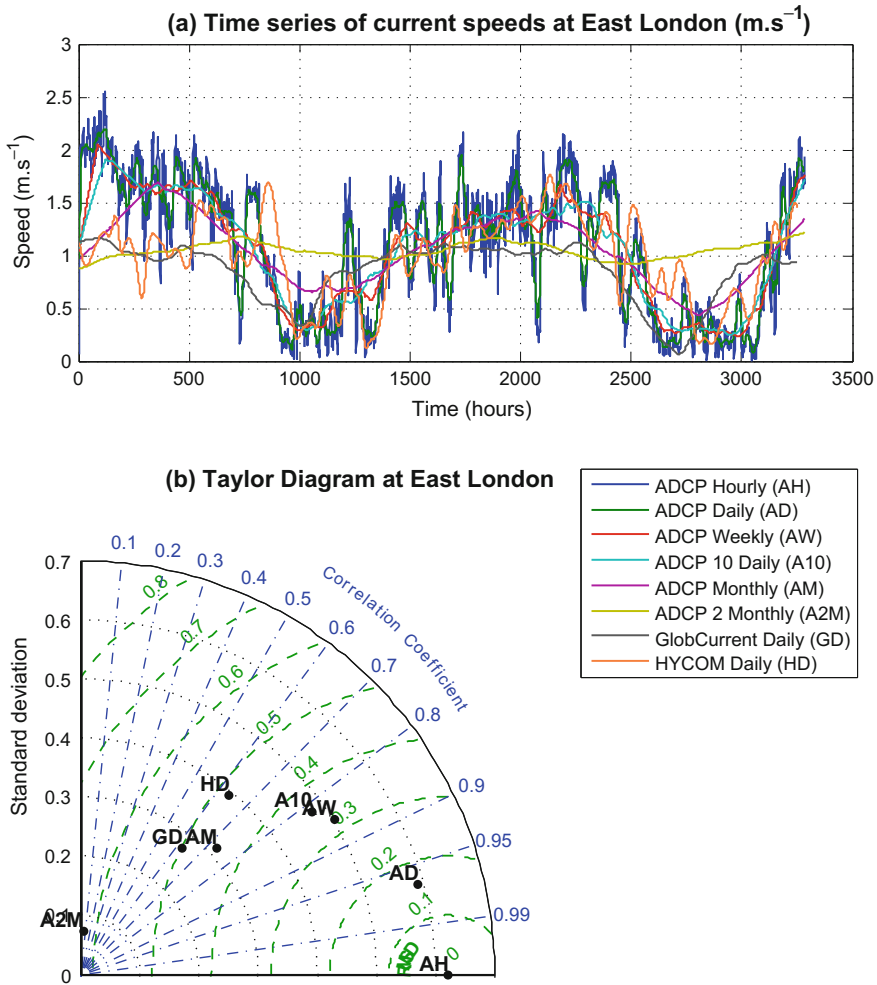 (a) Time series of current speeds at East London (m.s⁻¹)
Speed (m.s⁻¹)
3
2.5
2
1.5
1
0.5
0
0 500 1000 1500 2000 2500 3000 3500
Time (hours)
(b) Taylor Diagram at East London
ADCP Hourly (AH)
ADCP Daily (AD)
ADCP Weekly (AW)
ADCP 10 Daily (A10)
ADCP Monthly (AM)
ADCP 2 Monthly (A2M)
GlobCurrent Daily (GD)
HYCOM Daily (HD)
Standard deviation
0.7
0.6
0.5
0.4
0.3
0.2
0.1
0
0.1
0.2
0.3
0.4
0.5
0.6
0.7
0.8
0.9
0.95
0.99
Correlation Coefficient
0.8
0.7
0.6
0.5
0.4
0.3
0.2
0.1
0
HD
A10
AW
GD
AM
AD
A2M
AH